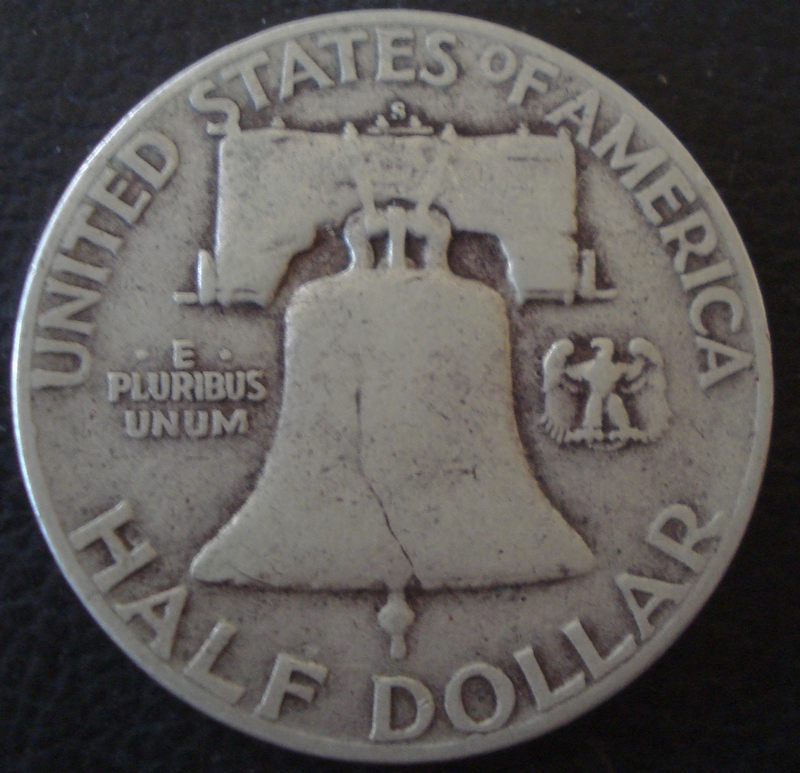 UNITED STATES OF AMERICA
S
· E ·
PLURIBUS
UNUM
HALF DOLLAR